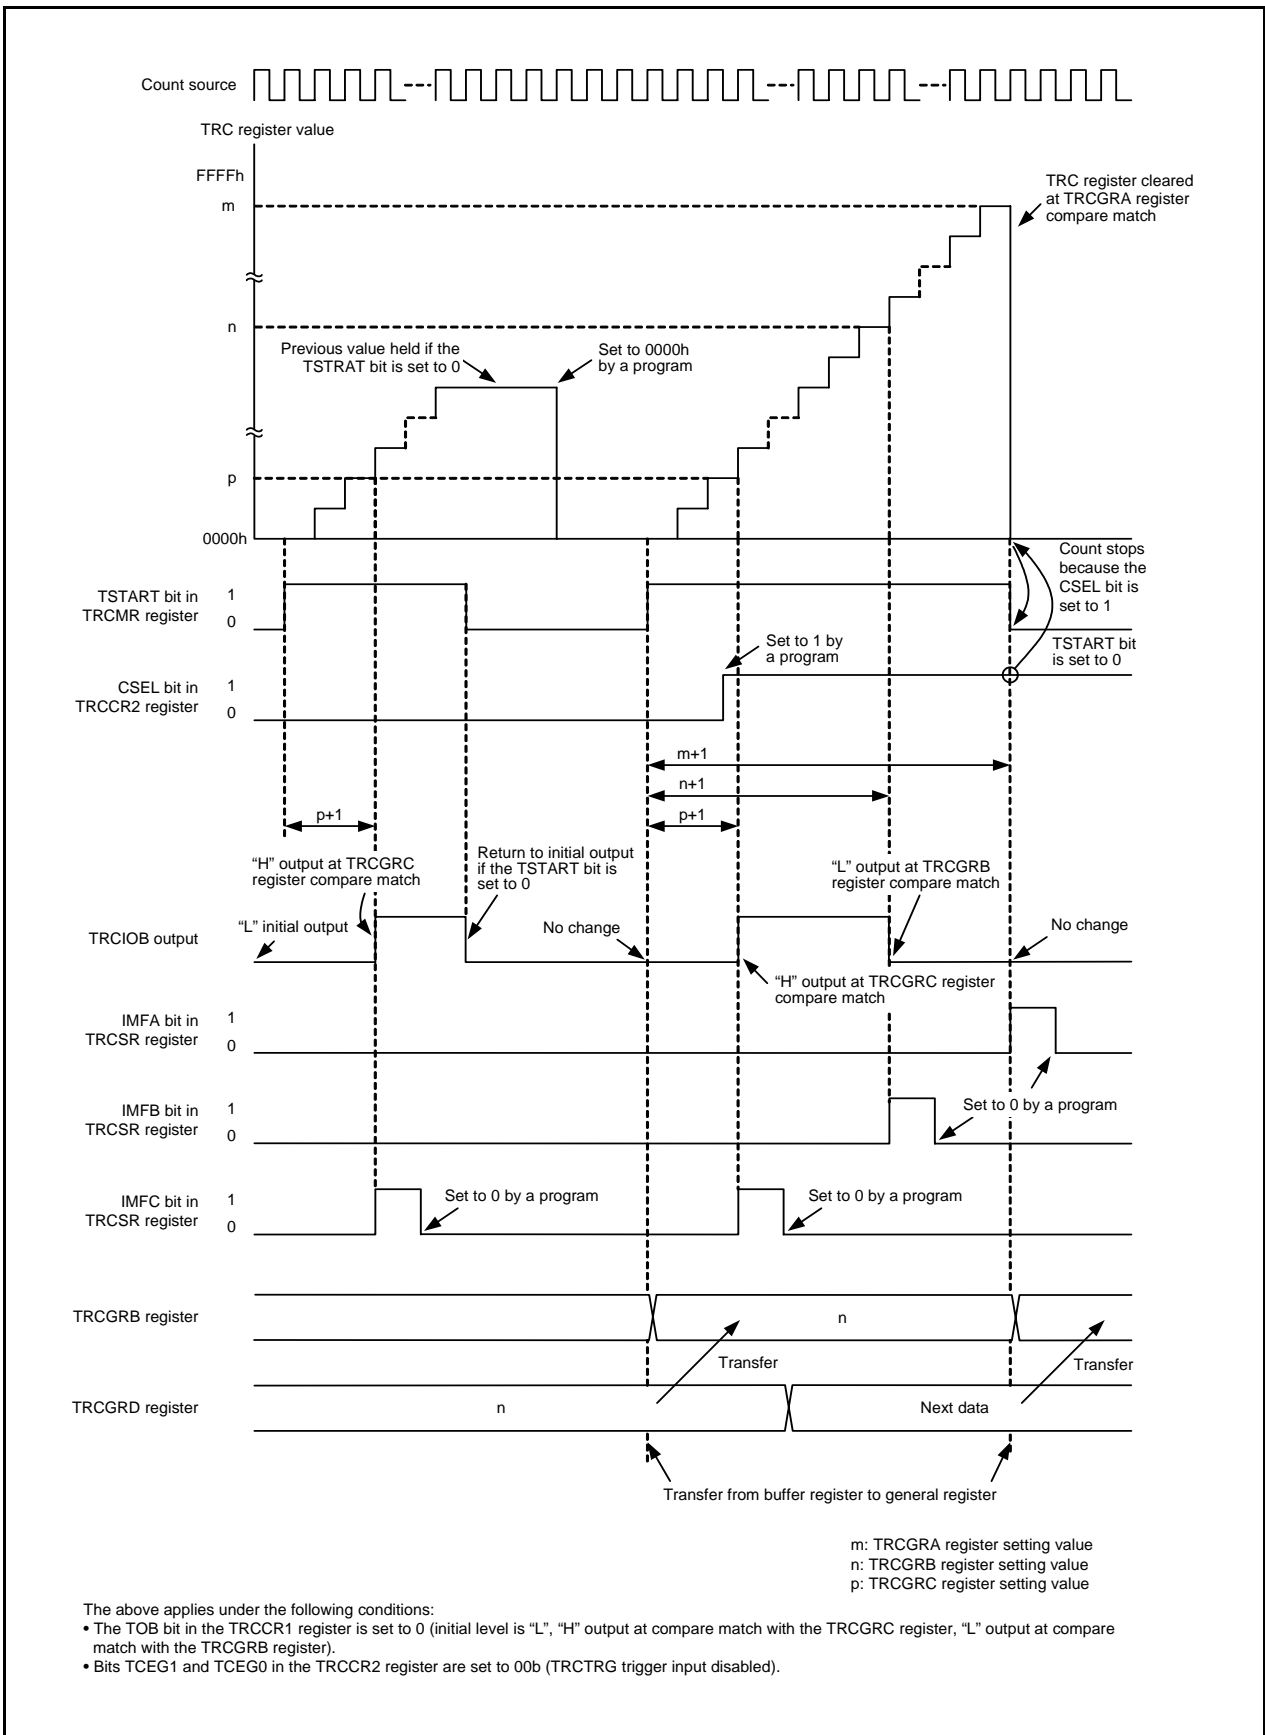 Count source
TRC register value
FFFFh
m
TRC register cleared
at TRCGRA register
compare match
n
Previous value held if the
TSTRAT bit is set to 0
Set to 0000h
by a program
p
0000h
Count stops
because the
CSEL bit is
set to 1
TSTART bit in
TRCMR register
1
0
Set to 1 by
a program
TSTART bit
is set to 0
CSEL bit in
TRCCR2 register
1
0
m+1
n+1
p+1
p+1
“H” output at TRCGRC
register compare match
Return to initial output
if the TSTART bit is
set to 0
“L” output at TRCGRB
register compare match
“L” initial output
No change
No change
TRCIOB output
“H” output at TRCGRC register
compare match
IMFA bit in
TRCSR register
1
0
IMFB bit in
TRCSR register
1
0
Set to 0 by a program
IMFC bit in
TRCSR register
1
0
Set to 0 by a program
Set to 0 by a program
TRCGRB register
n
Transfer
Transfer
TRCGRD register
n
Next data
Transfer from buffer register to general register
m: TRCGRA register setting value
n: TRCGRB register setting value
p: TRCGRC register setting value
The above applies under the following conditions:
• The TOB bit in the TRCCR1 register is set to 0 (initial level is “L”, “H” output at compare match with the TRCGRC register, “L” output at compare
match with the TRCGRB register).
• Bits TCEG1 and TCEG0 in the TRCCR2 register are set to 00b (TRCTRG trigger input disabled).